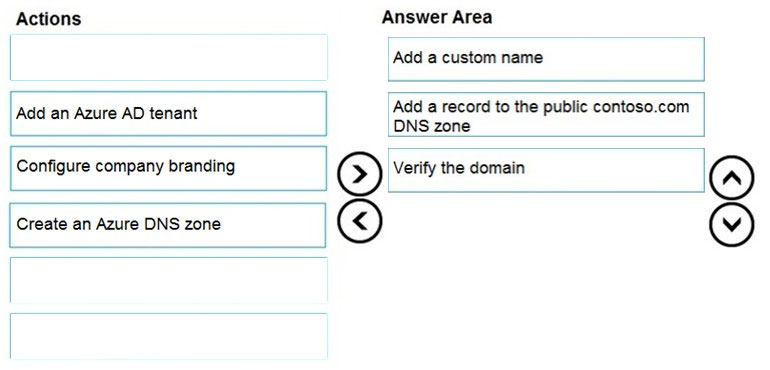 Actions
Answer Area
Add a custom name
Add an Azure AD tenant
Add a record to the public contoso.com
DNS zone
Configure company branding
Verify the domain
Create an Azure DNS zone